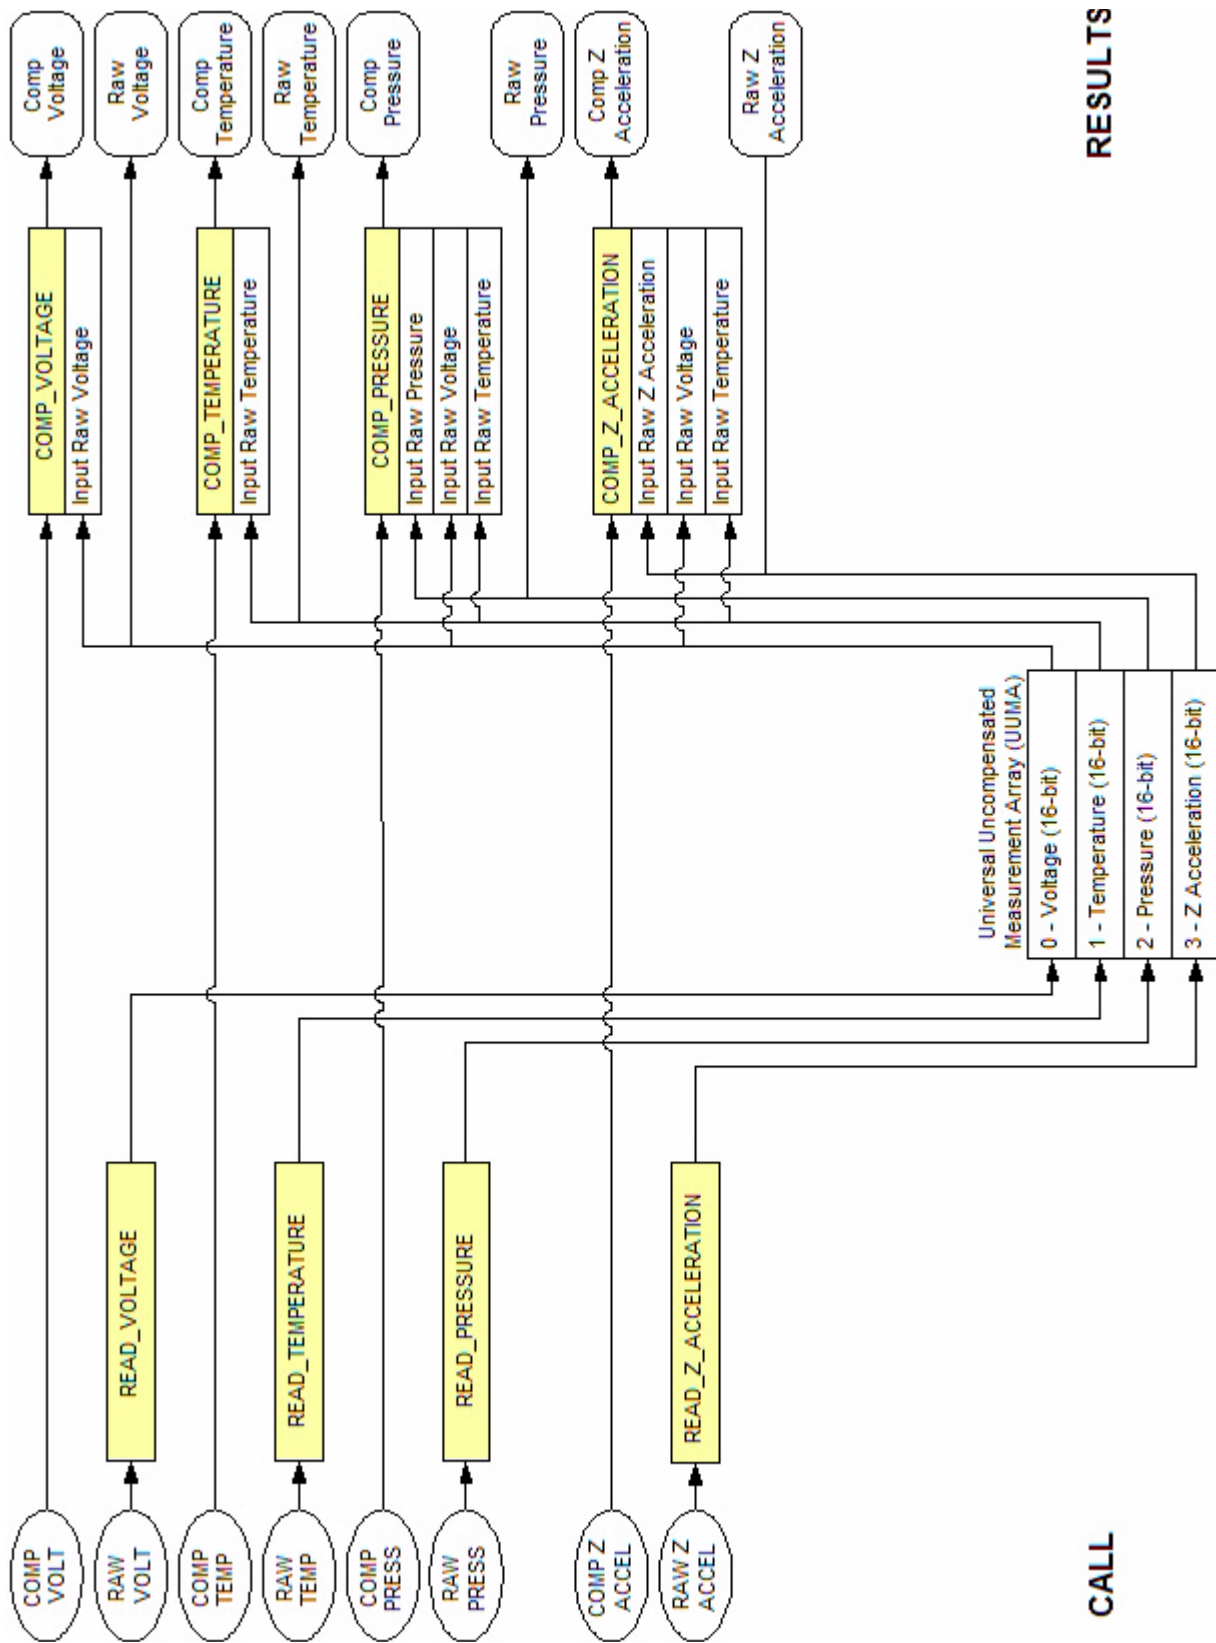 COMP
VOLT
RAW
VOLT
COMP
TEMP
RAW
TEMP
COMP
PRESS
RAW
PRESS
COMP Z
ACCEL
RAW Z
ACCEL
CALL
READ_VOLTAGE
READ_TEMPERATURE
READ_PRESSURE
READ_Z_ACCELERATION
Universal Uncompensated
Measurement Array (UUMA)
0 - Voltage (16-bit)
1 - Temperature (16-bit)
2 - Pressure (16-bit)
3 - Z Acceleration (16-bit)
COMP_VOLTAGE
Input Raw Voltage
COMP_TEMPERATURE
Input Raw Temperature
COMP_PRESSURE
Input Raw Pressure
Input Raw Voltage
Input Raw Temperature
COMP_Z_ACCELERATION
Input Raw Z Acceleration
Input Raw Voltage
Input Raw Temperature
Comp
Voltage
Raw
Voltage
Comp
Temperature
Raw
Temperature
Comp
Pressure
Raw
Pressure
Comp Z
Acceleration
Raw Z
Acceleration
RESULTS